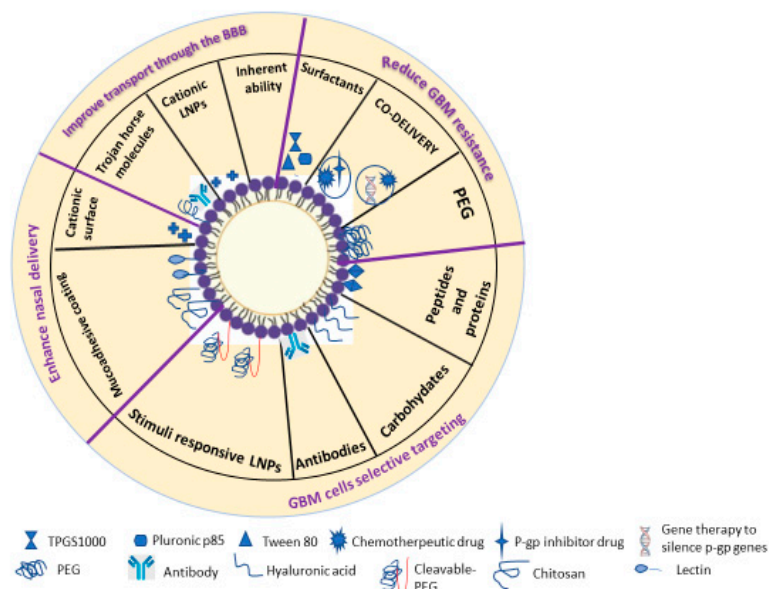 Improve transport through the BBB
Reduce GBM resistance
GBM cells selective targeting
Enhance nasal delivery
Inherent
ability
Surfactants
CO-DELIVERY
PEG
Peptides
and
proteins
Carbohydates
Antibodies
Stimuli responsive LNPs
Mucoadhesive coating
Cationic
surface
Trojan horse
molecules
Cationic
LNPs
TPGS1000
Pluronic p85
Tween 80
Chemotherpeutic drug
P-gp inhibitor drug
Gene therapy to
silence p-gp genes
PEG
Antibody
Hyaluronic acid
Cleavable-
PEG
Chitosan
Lectin